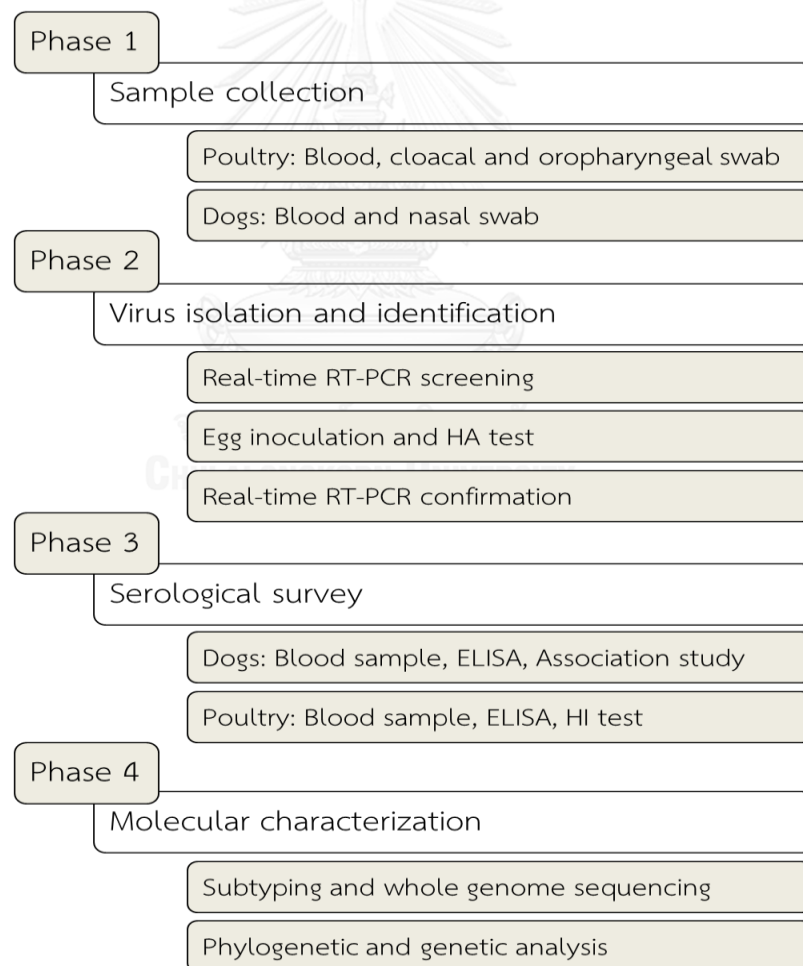 Phase 1
Sample collection
Poultry: Blood, cloacal and oropharyngeal swab
Dogs: Blood and nasal swab
Phase 2
Virus isolation and identification
Real-time RT-PCR screening
Egg inoculation and HA test
Real-time RT-PCR confirmation
Phase 3
Serological survey
Dogs: Blood sample, ELISA, Association study
Poultry: Blood sample, ELISA, HI test
Phase 4
Molecular characterization
Subtyping and whole genome sequencing
Phylogenetic and genetic analysis